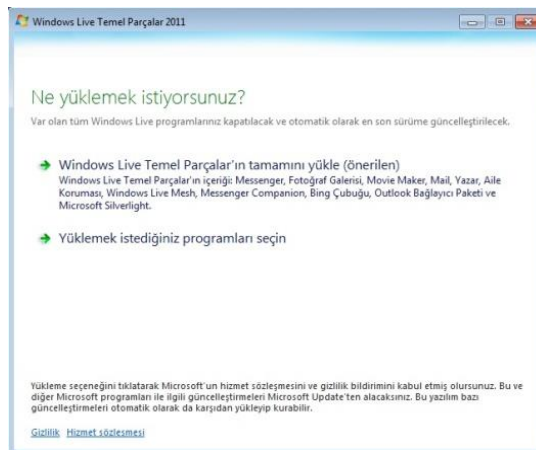 Windows Live Temel Parçalar 2011
Ne yüklemek istiyorsunuz?
Var olan tüm Windows Live programlarınız kapatılacak ve otomatik olarak en son sürüme güncelleştirilecek.
Windows Live Temel Parçalar'ın tamamını yükle (önerilen)
Windows Live Temel Parçalar'ın içeriği: Messenger, Fotoğraf Galerisi, Movie Maker, Mail, Yazar, Aile
Koruması, Windows Live Mesh, Messenger Companion, Bing Çubuğu, Outlook Bağlayıcı Paketi ve
Microsoft Silverlight.
Yüklemek istediğiniz programları seçin
Yükleme seçeneğini tıklatarak Microsoft'un hizmet sözleşmesini ve gizlilik bildirimini kabul etmiş olursunuz. Bu ve
diğer Microsoft programları ile ilgili güncelleştirmeleri Microsoft Update'ten alacaksınız. Bu yazılım bazı
güncelleştirmeleri otomatik olarak da karşıdan yükleyip kurabilir.
Gizlilik Hizmet sözleşmesi